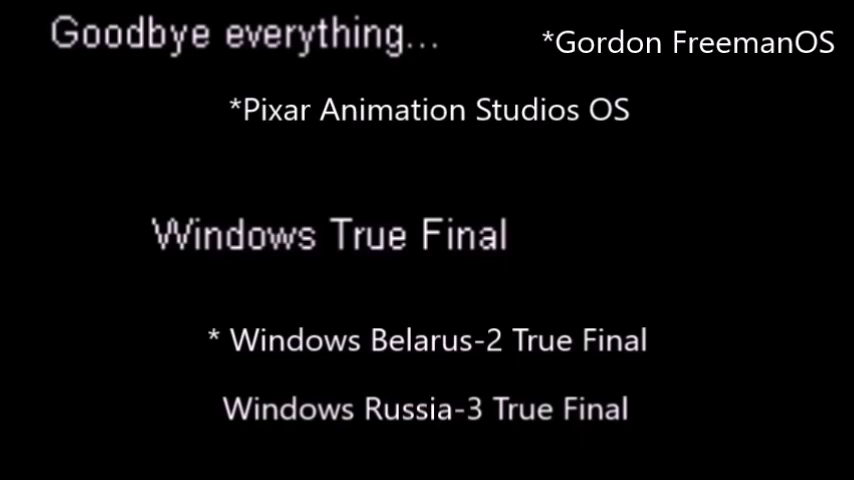 Goodbye everything...
*Gordon FreemanOS
*Pixar Animation Studios OS
Windows True Final
* Windows Belarus-2 True Final
Windows Russia-3 True Final